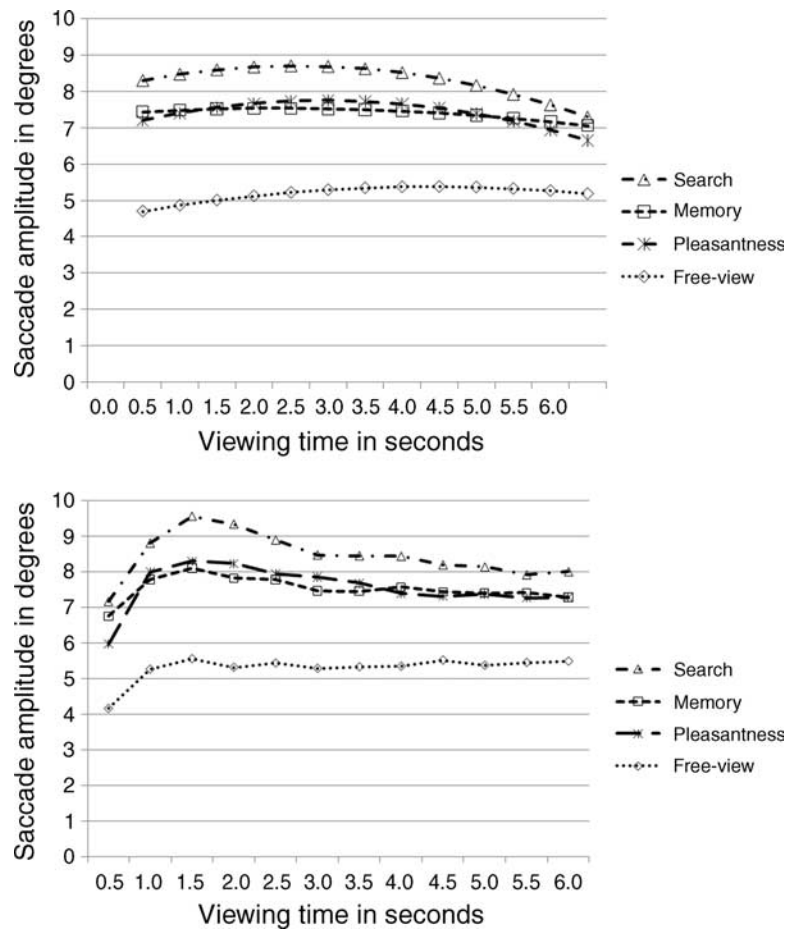 10
9
8
7
6
5
4
3
2
1
0
Saccade amplitude in degrees
0.0 0.5 1.0 1.5 2.0 2.5 3.0 3.5 4.0 4.5 5.0 5.5 6.0
Viewing time in seconds
Search
Memory
Pleasantness
Free-view
10
9
8
7
6
5
4
3
2
1
0
Saccade amplitude in degrees
0.5 1.0 1.5 2.0 2.5 3.0 3.5 4.0 4.5 5.0 5.5 6.0
Viewing time in seconds
Search
Memory
Pleasantness
Free-view